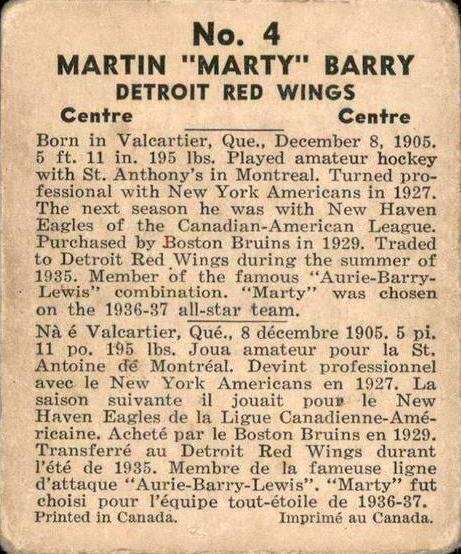 No. 4
MARTIN "MARTY" BARRY
DETROIT RED WINGS
Centre Centre
Born in Valcartier, Que., December 8, 1905.
5 ft. 11 in. 195 lbs. Played amateur hockey
with St. Anthony's in Montreal. Turned pro-
fessional with New York Americans in 1927.
The next season he was with New Haven
Eagles of the Canadian-American League.
Purchased by Boston Bruins in 1929. Traded
to Detroit Red Wings during the summer of
1935. Member of the famous "Aurie-Barry-
Lewis" combination. "Marty" was chosen
on the 1936-37 all-star team.
Nà é Valcartier, Qué., 8 décembre 1905. 5 pi.
11 po. 195 lbs. Joua amateur pour la St.
Antoine de Montréal. Devint professionnel
avec le New York Americans en 1927. La
saison suivante il jouait pour le New
Haven Eagles de la Ligue Canadienne-Amé-
ricaine. Acheté par le Boston Bruins en 1929.
Transferré au Detroit Red Wings durant
l'été de 1935. Membre de la fameuse ligne
d'attaque "Aurie-Barry-Lewis". "Marty" fut
choisi pour l'équipe tout-étoile de 1936-37.
Printed in Canada. Imprimé au Canada.